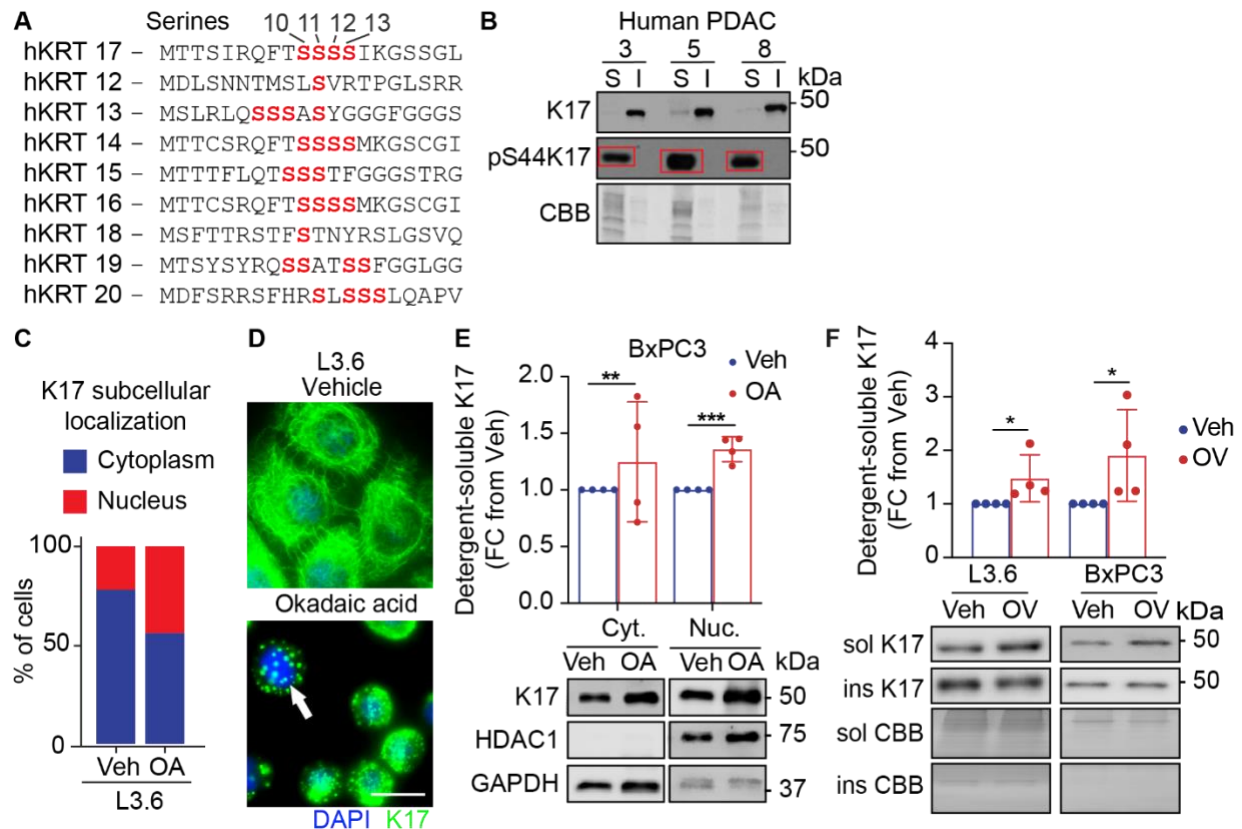 A
Serines 10 11 12 13
hKRT 17 – MTTSIRQFTSSSSIKGSSGL
hKRT 12 – MDLSNNTMSLSVRTPGLSRR
hKRT 13 – MSLRLQSSSASYGGGFGGGS
hKRT 14 – MTTCSRQFTSSSSMKGSCGI
hKRT 15 – MTTTFLQTSSSTFGGGSTRG
hKRT 16 – MTTCSRQFTSSSSMKGSCGI
hKRT 18 – MSFTTRSTFSTNYRSLGSVQ
hKRT 19 – MTSYSYRQSSATSSFGGLGG
hKRT 20 – MDFSRRSFHRSLSSSLQAPV
B
Human PDAC
3 5 8
S I S I S I kDa
K17 50
pS44K17 50
CBB
C
K17 subcellular
localization
Cytoplasm
Nucleus
% of cells
100
50
0
Veh OA
L3.6
D
L3.6
Vehicle
Okadaic acid
DAPI K17
E
BxPC3
Veh
OA
Detergent-soluble K17
(FC from Veh)
2.0
1.5
1.0
0.5
0.0
** ***
Cyt. Nuc.
Veh OA Veh OA kDa
K17 50
HDAC1 75
GAPDH 37
F
Detergent-soluble K17
(FC from Veh)
4
3
2
1
0
* *
Veh
OV
L3.6 BxPC3
Veh OV Veh OV kDa
sol K17 50
ins K17 50
sol CBB
ins CBB